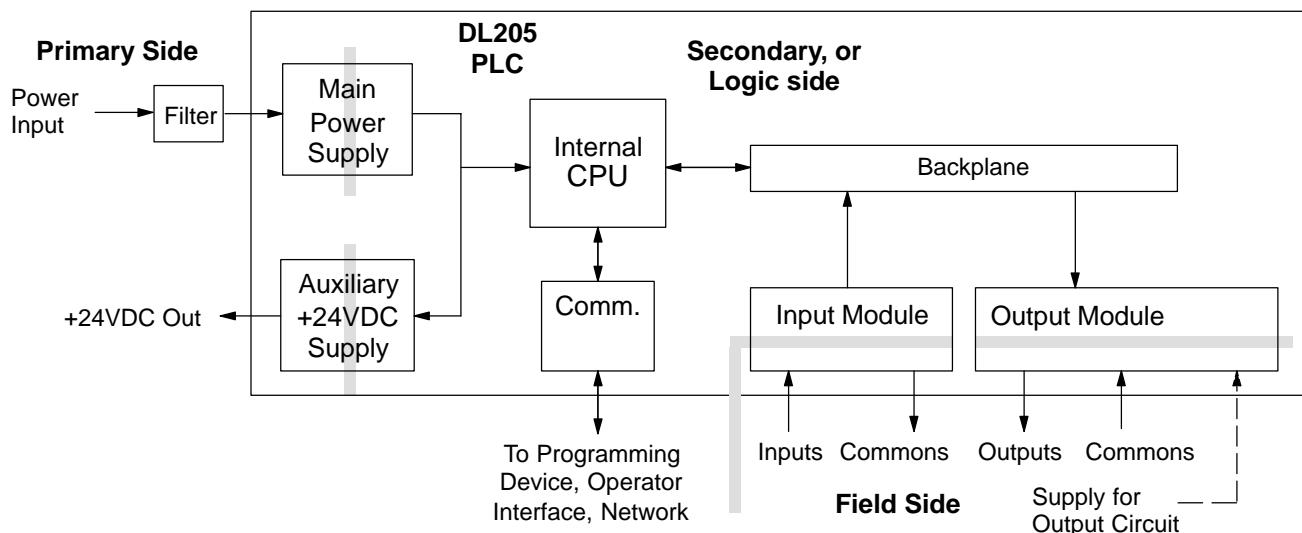 DL205
PLC
Primary Side
Secondary, or
Logic side
Power
Input
Filter
Main
Power
Supply
Internal
CPU
Backplane
Auxiliary
+24VDC
Supply
+24VDC Out
Comm.
Input Module
Output Module
To Programming
Device, Operator
Interface, Network
Inputs
Commons
Outputs
Commons
Field Side
Supply for
Output Circuit